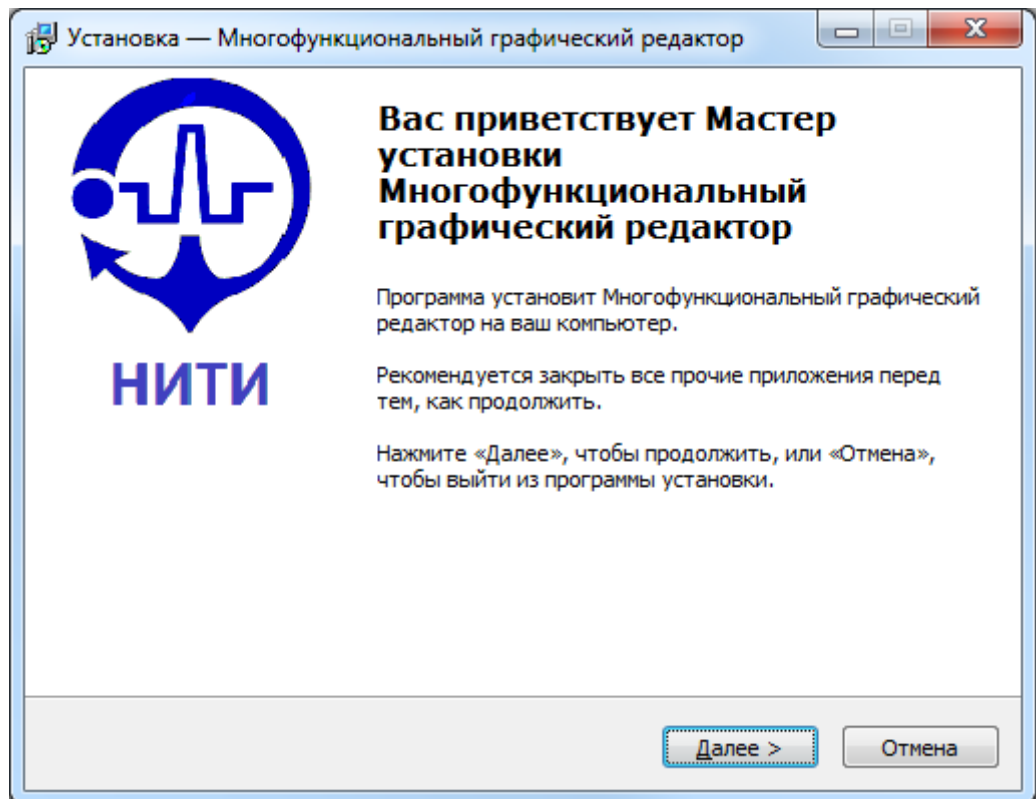 Установка — Многофункциональный графический редактор
Вас приветствует Мастер
установки
Многофункциональный
графический редактор
Программа установит Многофункциональный графический
редактор на ваш компьютер.
Рекомендуется закрыть все прочие приложения перед
тем, как продолжить.
Нажмите «Далее», чтобы продолжить, или «Отмена»,
чтобы выйти из программы установки.
НИТИ
Далее >
Отмена